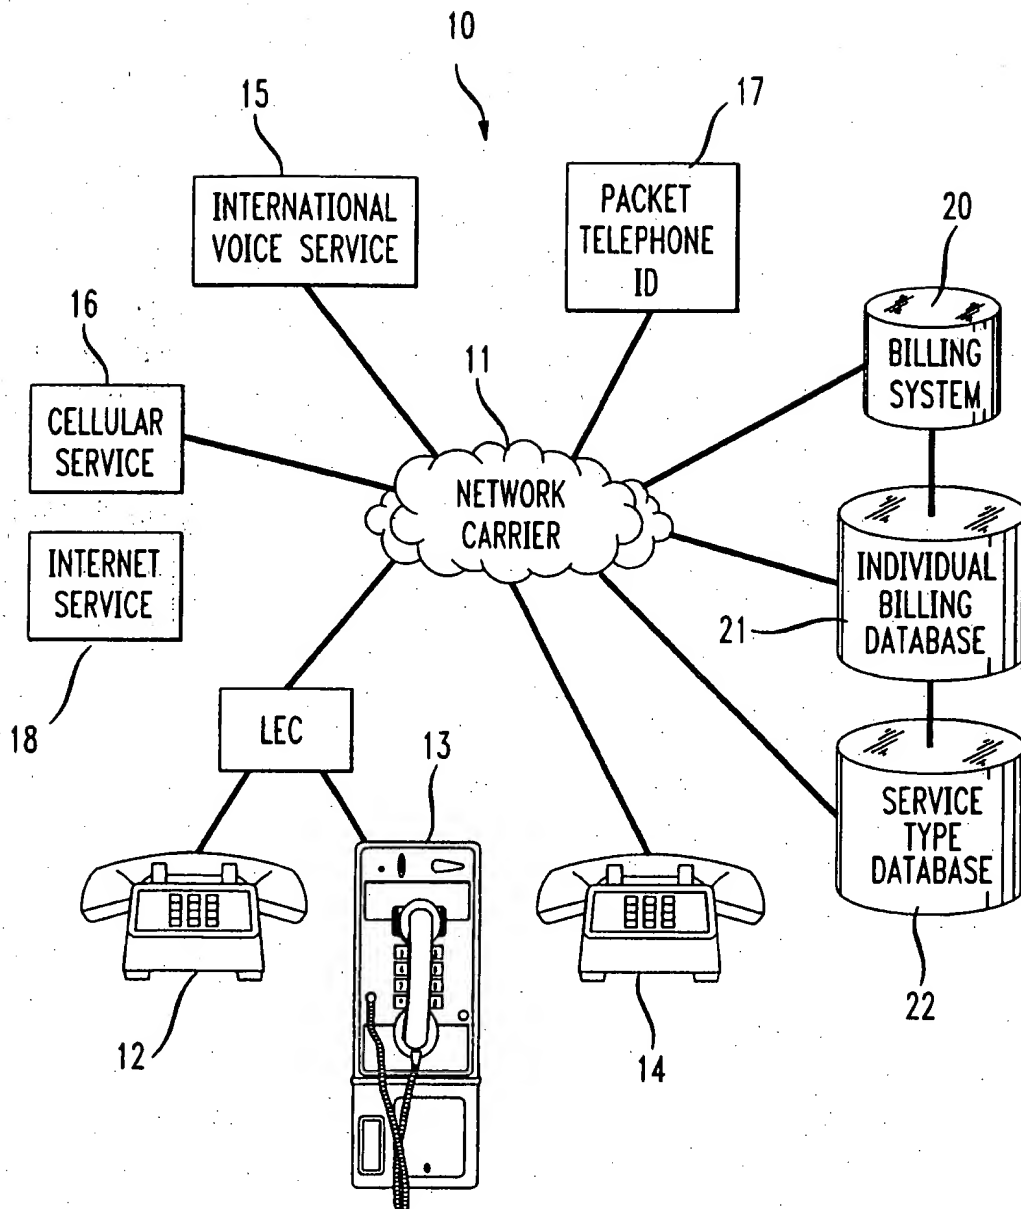 10
15
17
INTERNATIONAL
VOICE SERVICE
PACKET
TELEPHONE
ID
20
16
11
BILLING
SYSTEM
CELLULAR
SERVICE
NETWORK
CARRIER
INTERNET
SERVICE
INDIVIDUAL
BILLING
DATABASE
21
18
LEC
13
SERVICE
TYPE
DATABASE
12
14
22